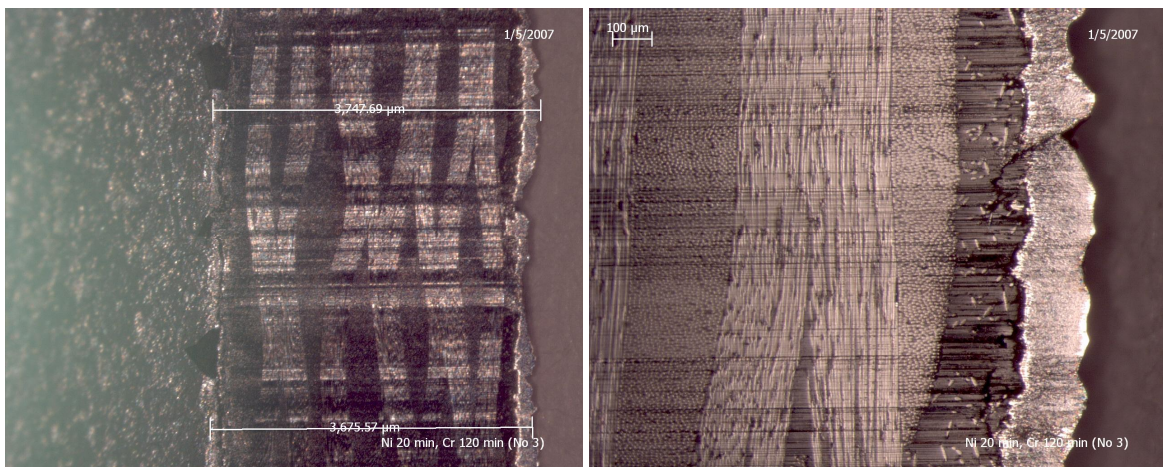 1/5/2007
3,747.69 µm
3,675.57 µm
Ni 20 min, Cr 120 min (No 3)
100 µm
1/5/2007
Ni 20 min, Cr 120 min (No 3)